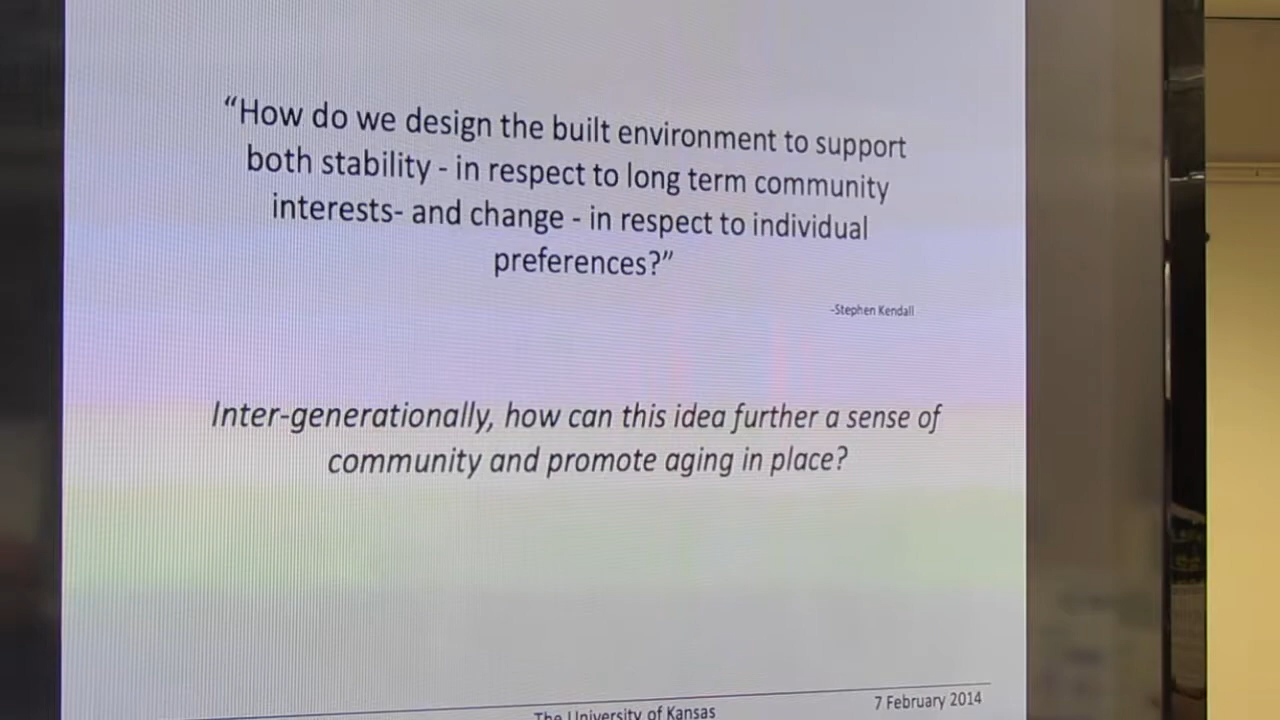 “How do we design the built environment to support
both stability - in respect to long term community
interests- and change - in respect to individual
preferences?”
-Stephen Kendall
Inter-generationally, how can this idea further a sense of
community and promote aging in place?
The University of Kansas
7 February 2014